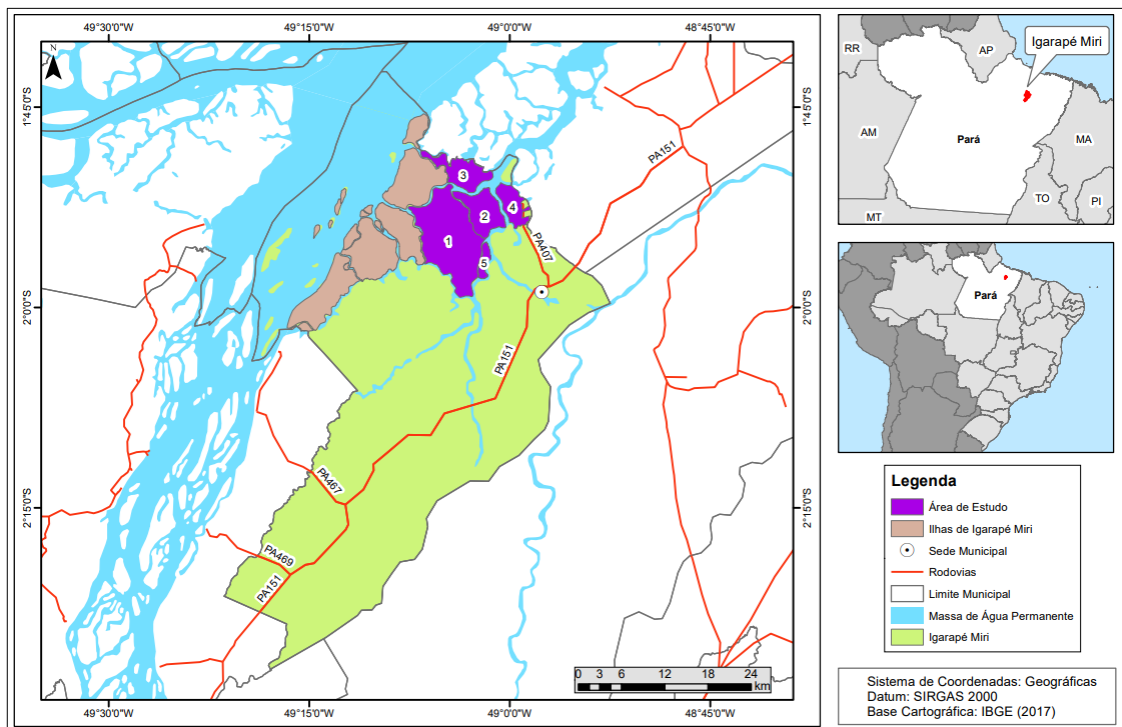 49°30'0"W 49°15'0"W 49°0'0"W 48°45'0"W
N
1°45'0"S
2°0'0"S
2°15'0"S
1°45'0"S
2°0'0"S
2°15'0"S
3
2
4
1
5
PA151
PA407
PA151
PA467
PA469
PA151
0 3 6 12 18 24
km
49°30'0"W 49°15'0"W 49°0'0"W 48°45'0"W
Igarapé Miri
RR
AP
AM
Pará
MA
TO
PI
MT
Pará
Legenda
Área de Estudo
Ilhas de Igarapé Miri
Sede Municipal
Rodovias
Limite Municipal
Massa de Água Permanente
Igarapé Miri
Sistema de Coordenadas: Geográficas
Datum: SIRGAS 2000
Base Cartográfica: IBGE (2017)